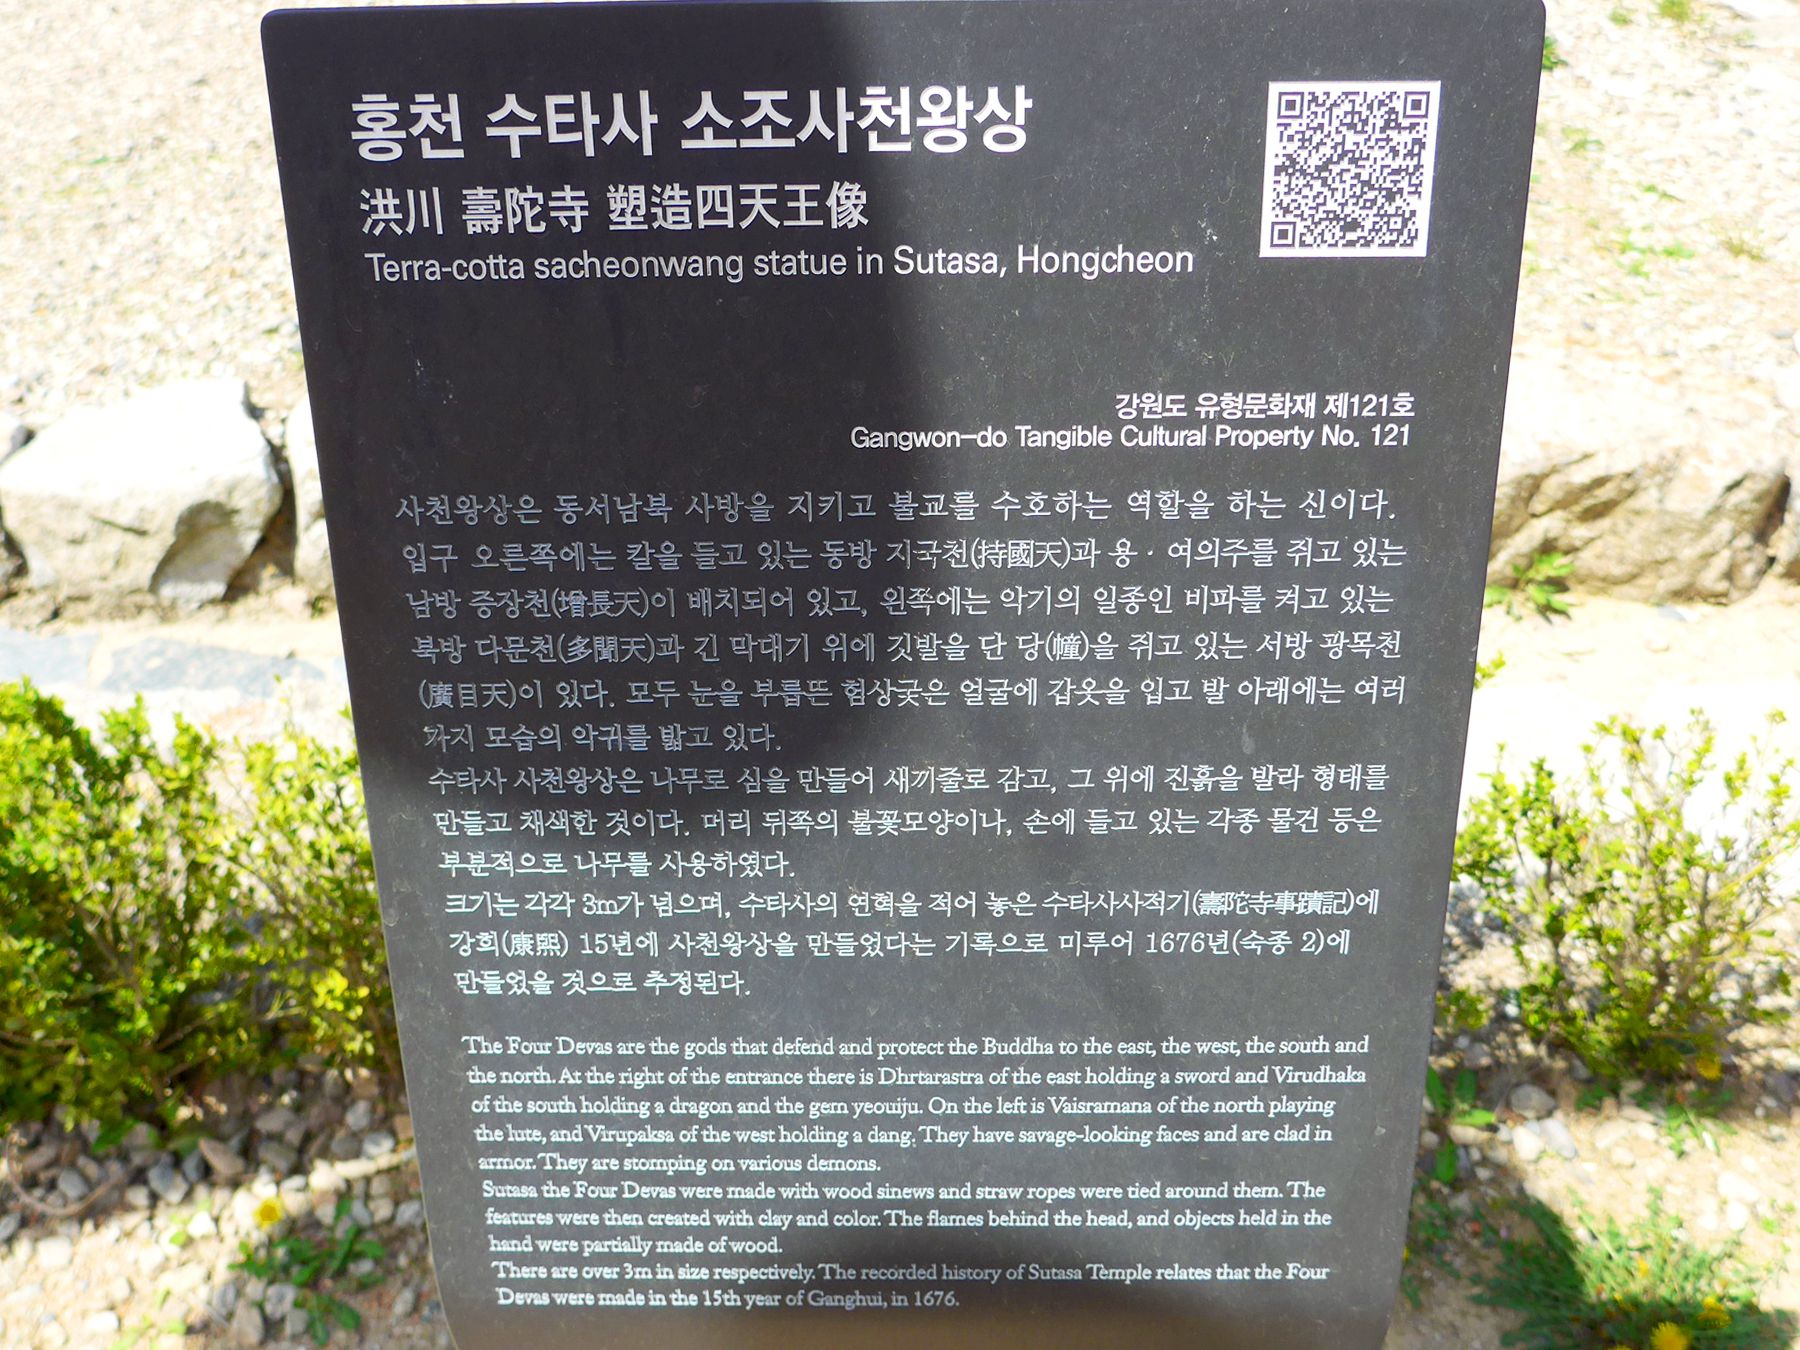 홍천 수타사 소조사천왕상
洪川 壽陀寺 塑造四天王像
Terra-cotta sacheonwang statue in Sutasa, Hongcheon
강원도 유형문화재 제121호
Gangwon-do Tangible Cultural Property No. 121
사천왕상은 동서남북 사방을 지키고 불교를 수호하는 역할을 하는 신이다.
입구 오른쪽에는 칼을 들고 있는 동방 지국천(持國天)과 용 · 여의주를 쥐고 있는
남방 증장천(增長天)이 배치되어 있고, 왼쪽에는 악기의 일종인 비파를 켜고 있는
북방 다문천(多聞天)과 긴 막대기 위에 깃발을 단 당(幢)을 쥐고 있는 서방 광목천
(廣目天)이 있다. 모두 눈을 부릅뜬 험상궂은 얼굴에 갑옷을 입고 발 아래에는 여러
가지 모습의 악귀를 밟고 있다.
수타사 사천왕상은 나무로 심을 만들어 새끼줄로 감고, 그 위에 진흙을 발라 형태를
만들고 채색한 것이다. 머리 뒤쪽의 불꽃모양이나, 손에 들고 있는 각종 물건 등은
부분적으로 나무를 사용하였다.
크기는 각각 3m가 넘으며, 수타사의 연혁을 적어 놓은 수타사사적기(壽陀寺事蹟記)에
강희(康熙) 15년에 사천왕상을 만들었다는 기록으로 미루어 1676년(숙종 2)에
만들었을 것으로 추정된다.
The Four Devas are the gods that defend and protect the Buddha to the east, the west, the south and
the north. At the right of the entrance there is Dhrtarastra of the east holding a sword and Virudhaka
of the south holding a dragon and the gem yeouiju. On the left is Vaisramana of the north playing
the lute, and Virupaksa of the west holding a dang. They have savage-looking faces and are clad in
armor. They are stomping on various demons.
Sutasa the Four Devas were made with wood sinews and straw ropes were tied around them. The
features were then created with clay and color. The flames behind the head, and objects held in the
hand were partially made of wood.
There are over 3m in size respectively. The recorded history of Sutasa Temple relates that the Four
Devas were made in the 15th year of Ganghui, in 1676.